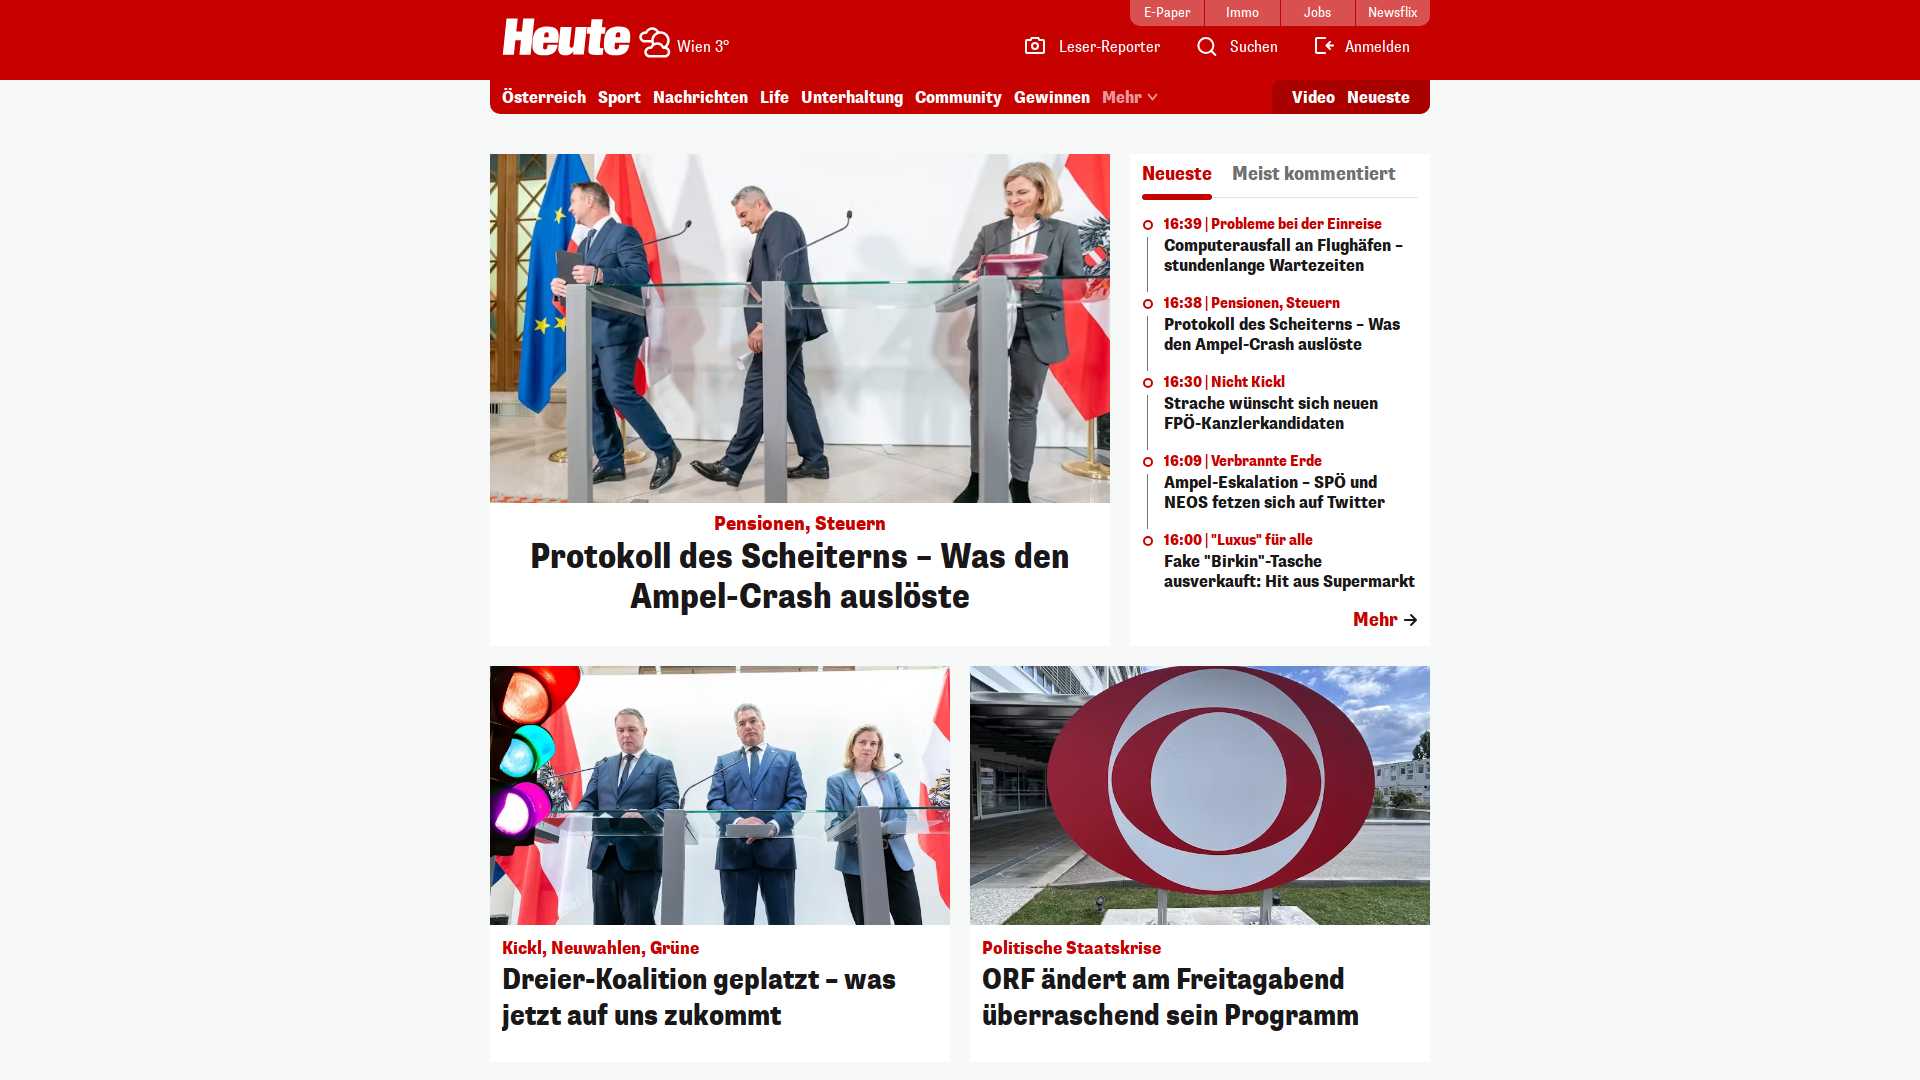 E-Paper
Immo
Jobs
Newsflix
Heute
Wien 3°
Leser-Reporter
Suchen
Anmelden
Österreich
Sport
Nachrichten
Life
Unterhaltung
Community
Gewinnen
Mehr
Video
Neueste
Pensionen, Steuern
Protokoll des Scheiterns – Was den
Ampel-Crash auslöste
Neueste
Meist kommentiert
16:39 | Probleme bei der Einreise
Computerausfall an Flughäfen –
stundenlange Wartezeiten
16:38 | Pensionen, Steuern
Protokoll des Scheiterns – Was
den Ampel-Crash auslöste
16:30 | Nicht Kickl
Strache wünscht sich neuen
FPÖ-Kanzlerkandidaten
16:09 | Verbrannte Erde
Ampel-Eskalation – SPÖ und
NEOS fetzen sich auf Twitter
16:00 | "Luxus" für alle
Fake "Birkin"-Tasche
ausverkauft: Hit aus Supermarkt
Mehr
Kickl, Neuwahlen, Grüne
Dreier-Koalition geplatzt – was
jetzt auf uns zukommt
Politische Staatskrise
ORF ändert am Freitagabend
überraschend sein Programm